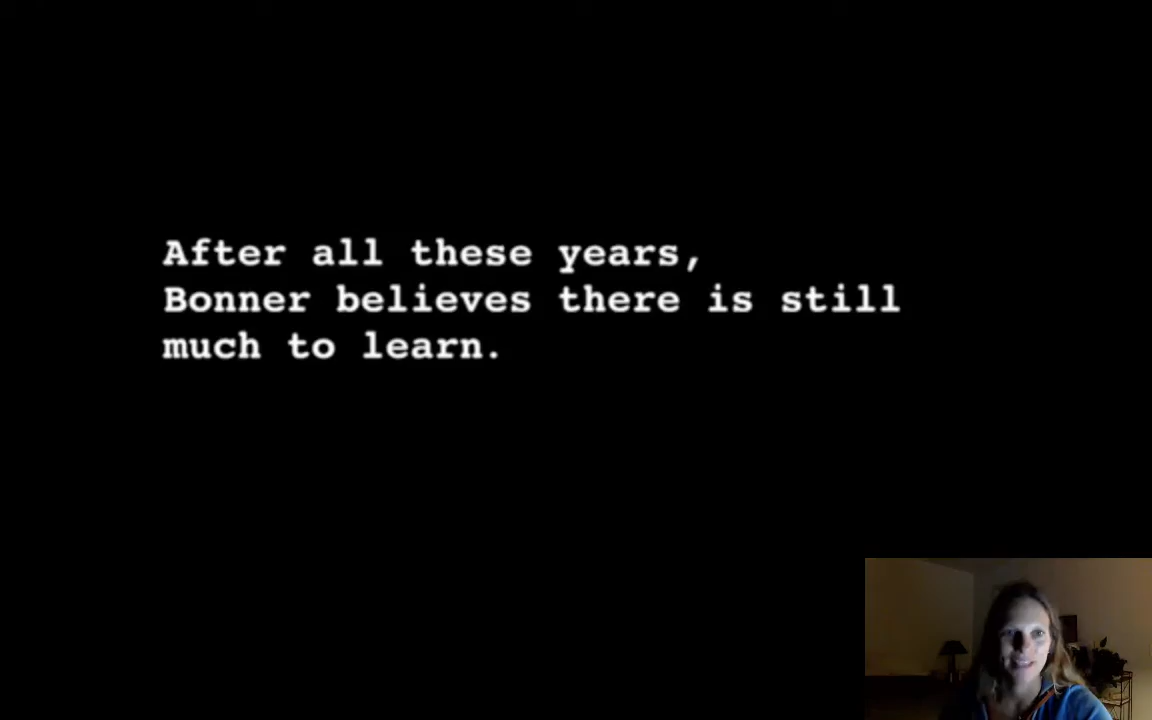 After all these years,
Bonner believes there is still
much to learn.